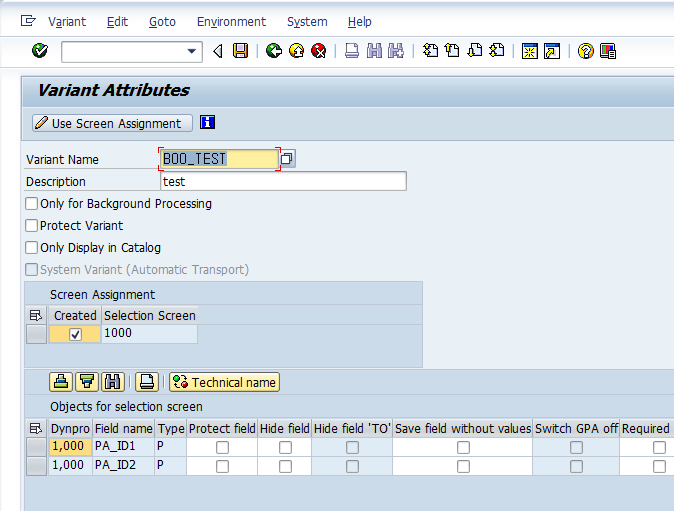 Variant Edit Goto Environment System Help
Variant Attributes
Use Screen Assignment
Variant Name BOO_TEST
Description test
Only for Background Processing
Protect Variant
Only Display in Catalog
System Variant (Automatic Transport)
Screen Assignment
Created Selection Screen
1000
Technical name
Objects for selection screen
Dynpro Field name Type Protect field Hide field Hide field 'TO' Save field without values Switch GPA off Required
1,000 PA_ID1 P
1,000 PA_ID2 P